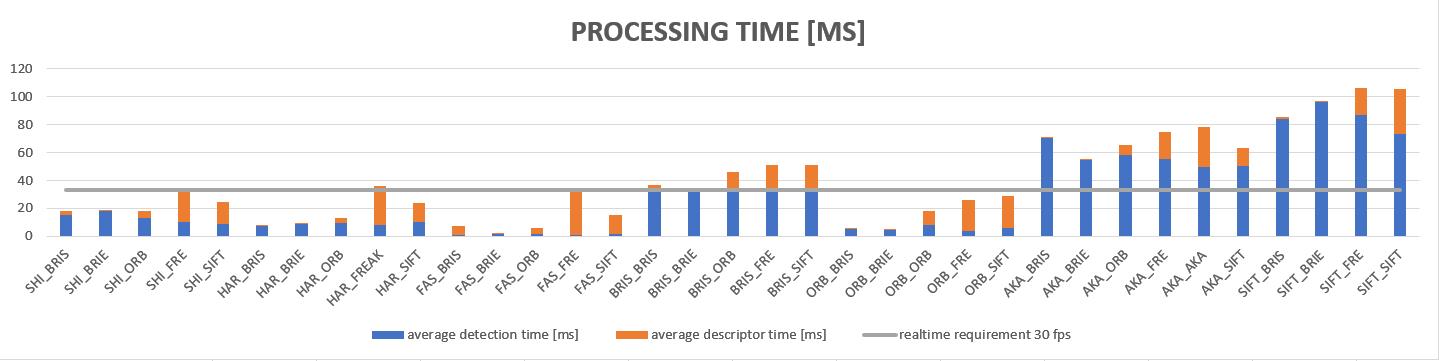 PROCESSING TIME [MS]
120
100
80
60
40
20
0
SHI_BRIS
SHI_BRIE
SHI_ORB
SHI_FRE
SHI_SIFT
HAR_BRIS
HAR_BRIE
HAR_ORB
HAR_FREAK
HAR_SIFT
FAS_BRIS
FAS_BRIE
FAS_ORB
FAS_FRE
FAS_SIFT
BRIS_BRIS
BRIS_BRIE
BRIS_ORB
BRIS_FRE
BRIS_SIFT
ORB_BRIS
ORB_BRIE
ORB_ORB
ORB_FRE
ORB_SIFT
AKA_BRIS
AKA_BRIE
AKA_ORB
AKA_FRE
AKA_AKA
AKA_SIFT
SIFT_BRIS
SIFT_BRIE
SIFT_FRE
SIFT_SIFT
average detection time [ms] average descriptor time [ms] realtime requirement 30 fps